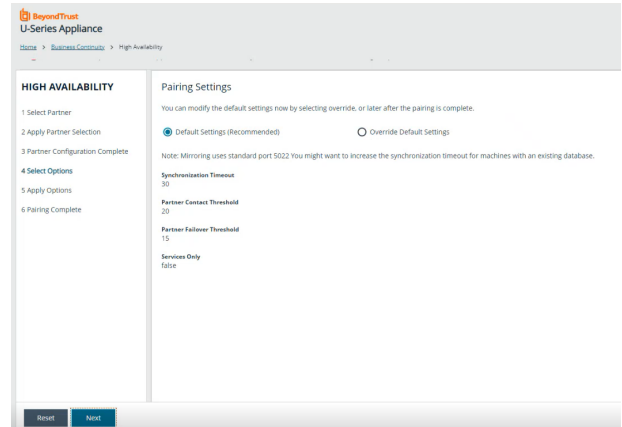 BeyondTrust
U-Series Appliance
Home > Business Continuity > High Availability
HIGH AVAILABILITY
1 Select Partner
2 Apply Partner Selection
3 Partner Configuration Complete
4 Select Options
5 Apply Options
6 Pairing Complete
Pairing Settings
You can modify the default settings now by selecting override, or later after the pairing is complete.
Default Settings (Recommended)
Override Default Settings
Note: Mirroring uses standard port 5022 You might want to increase the synchronization timeout for machines with an existing database.
Synchronization Timeout
30
Partner Contact Threshold
20
Partner Failover Threshold
15
Services Only
false
Reset
Next